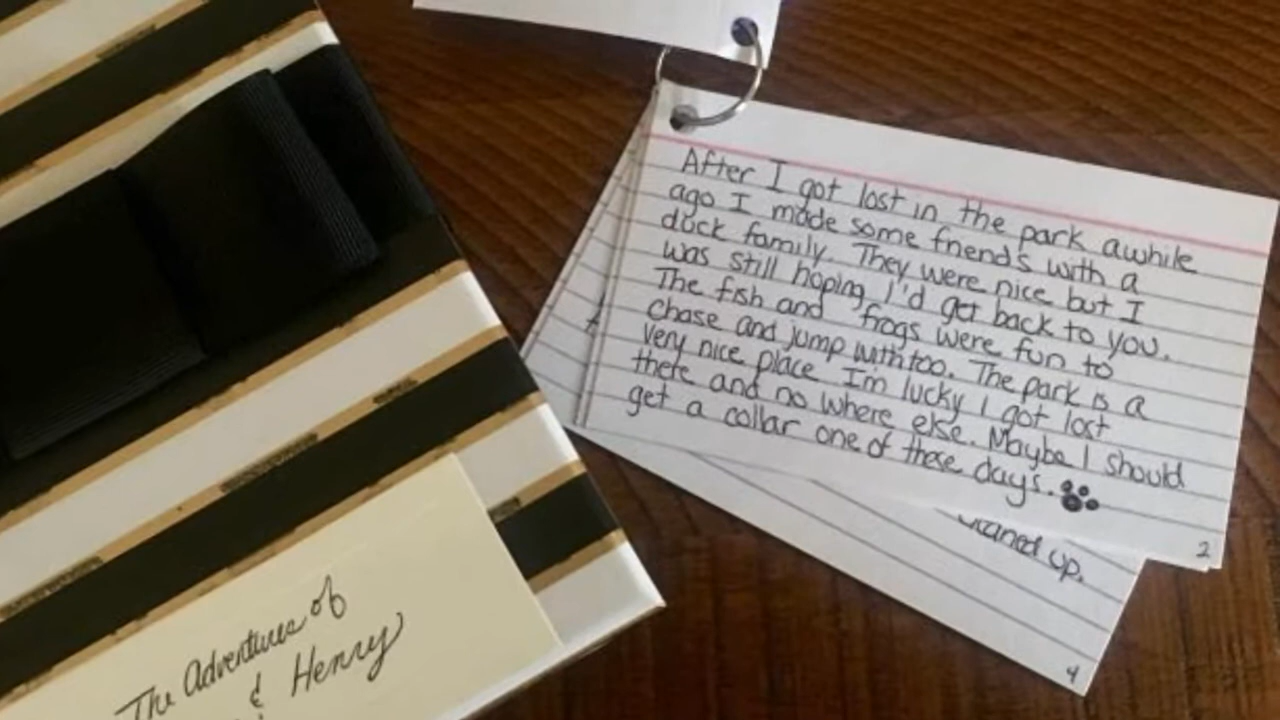 After I got lost in the park awhile
ago I made some friends with a
duck family. They were nice but I
was still hoping I'd get back to you.
The fish and frogs were fun to
chase and jump with too. The park is a
very nice place I'm lucky I got lost
there and no where else. Maybe I should
get a collar one of these days.
2
up.
4
The Adventures of
& Henry